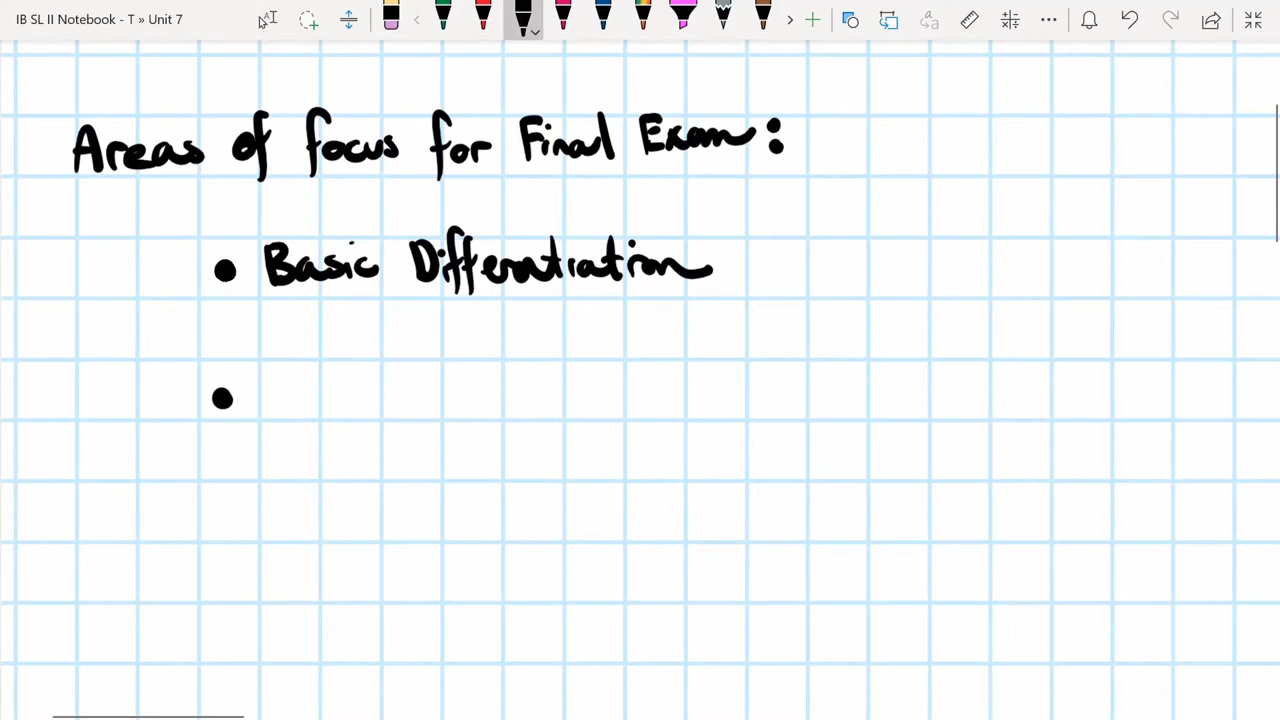 IB SL II Notebook - T » Unit 7
Areas of focus for Final Exam:
• Basic Differentiation
•